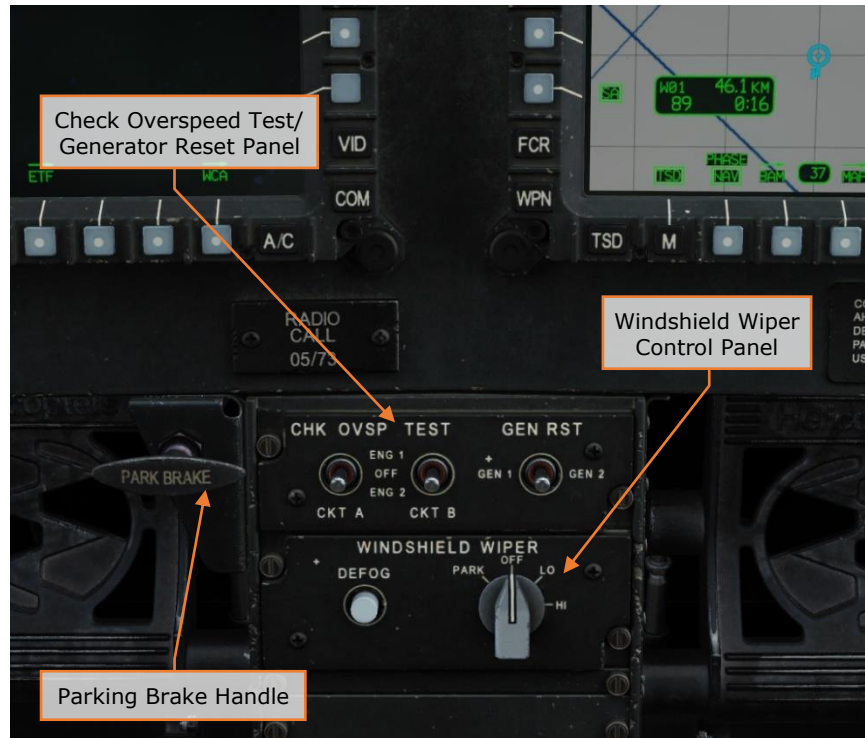 Check Overspeed Test/
Generator Reset Panel
VID
COM
ETF
WCA
A/C
FCR
WPN
SA
W01 46.1 KM
89 0:16
PHASE
TSD NAV BAM 37 MAP
TSD M
RADIO
CALL
05/73
Windshield Wiper
Control Panel
CHK OVSP TEST GEN RST
ENG 1
OFF
ENG 2
CKT A CKT B
+
GEN 1 GEN 2
PARK BRAKE
WINDSHIELD WIPER
+
DEFOG
PARK OFF LO
HI
Parking Brake Handle